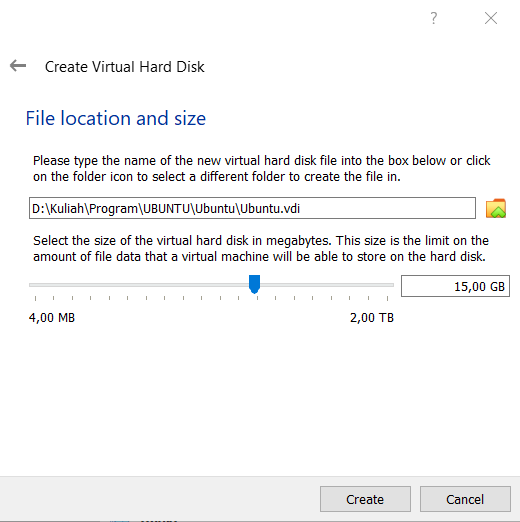 ?
Create Virtual Hard Disk
File location and size
Please type the name of the new virtual hard disk file into the box below or click
on the folder icon to select a different folder to create the file in.
D:\Kuliah\Program\UBUNTU\Ubuntu\Ubuntu.vdi
Select the size of the virtual hard disk in megabytes. This size is the limit on the
amount of file data that a virtual machine will be able to store on the hard disk.
15,00 GB
4,00 MB 2,00 TB
Create Cancel